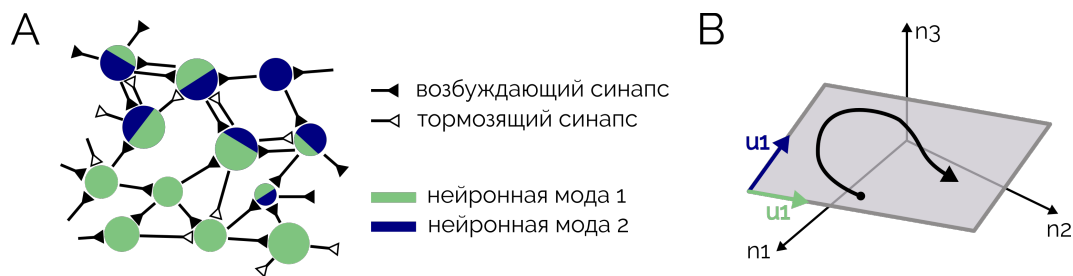 A
возбуждающий синапс
тормозящий синапс
нейронная мода 1
нейронная мода 2
B
n3
u1
u1
n1
n2